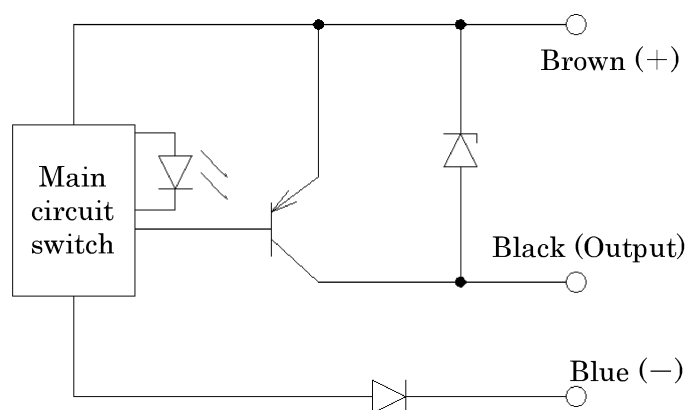 Brown (+)
Main
circuit
switch
Black (Output)
Blue (−)